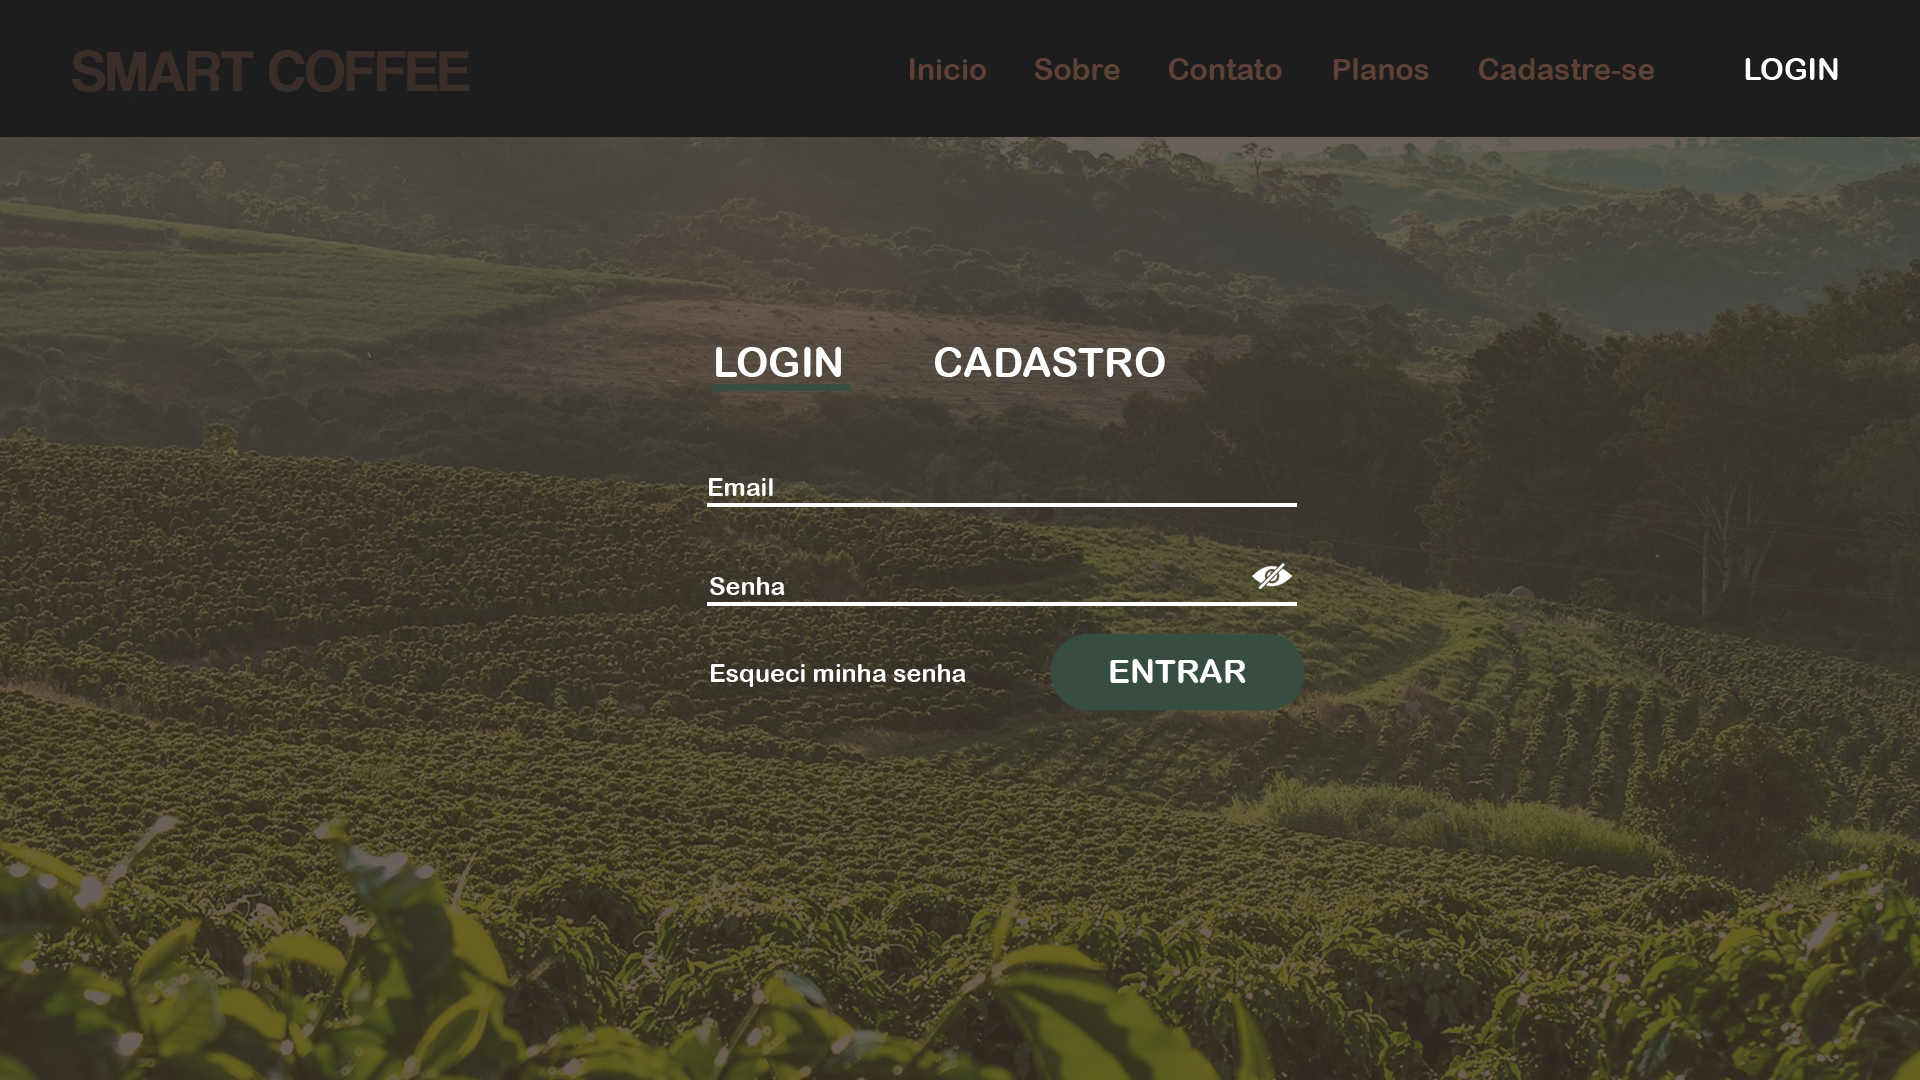 SMART COFFEE
Inicio Sobre Contato Planos Cadastre-se LOGIN
LOGIN CADASTRO
Email
Senha
Esqueci minha senha ENTRAR